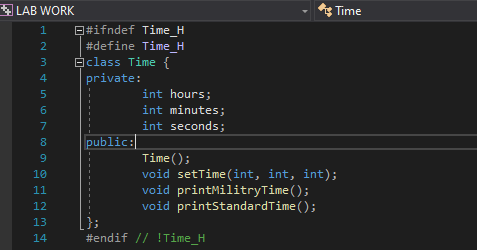 LAB WORK Time
1 #ifndef Time_H
2 #define Time_H
3 class Time {
4 private:
5 int hours;
6 int minutes;
7 int seconds;
8 public:
9 Time();
10 void setTime(int, int, int);
11 void printMilitryTime();
12 void printStandardTime();
13 };
14 #endif // !Time_H